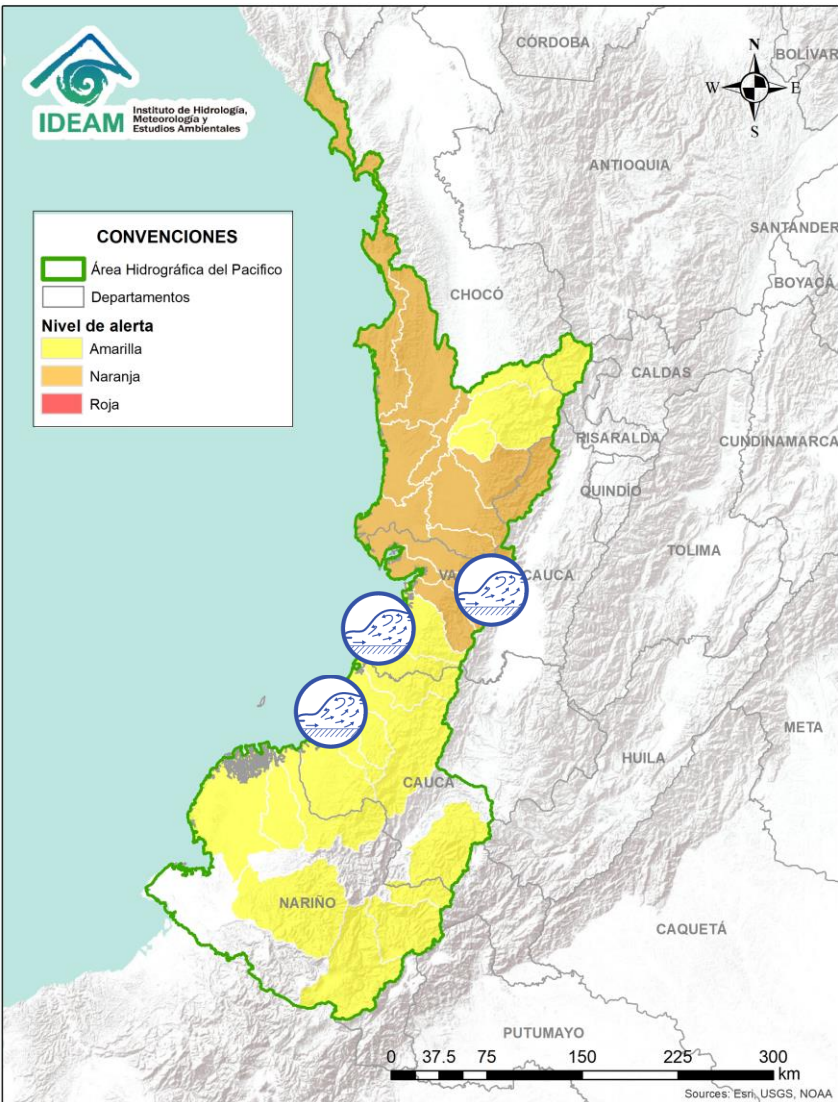 IDEAM
Instituto de Hidrología,
Meteorología y
Estudios Ambientales
N
W
E
S
CÓRDOBA
BOLÍVAR
ANTIOQUIA
SANTANDER
BOYACÁ
CONVENCIONES
Área Hidrográfica del Pacifico
Departamentos
Nivel de alerta
Amarilla
Naranja
Roja
CHOCÓ
CALDAS
RISARALDA
CUNDINAMARCA
QUINDÍO
TOLIMA
CAUCA
META
HUILA
CAUCA
NARIÑO
CAQUETÁ
PUTUMAYO
0 37.5 75 150 225 300
km
Sources: Esri, USGS, NOAA